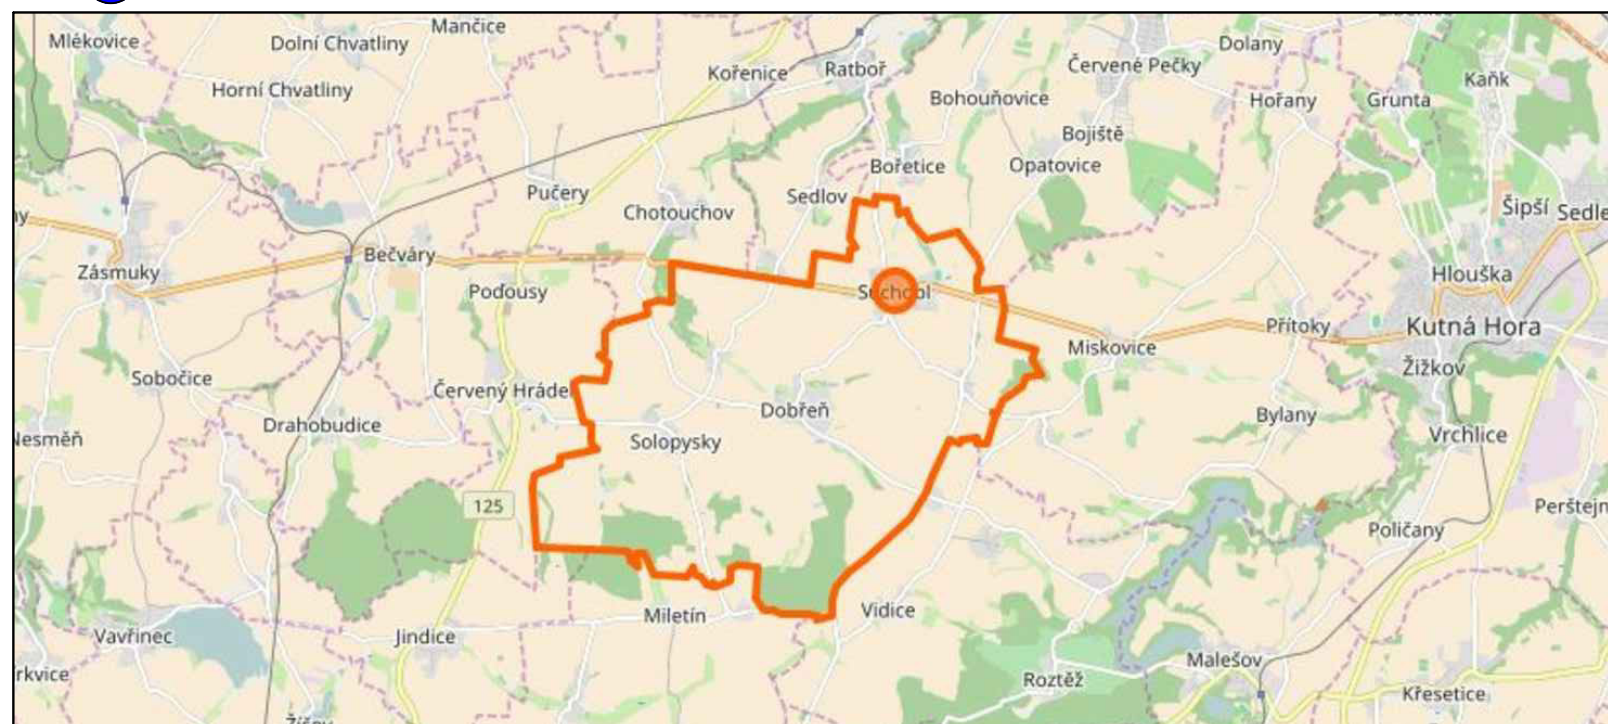 Mančice
Mlékovice
Dolní Chvatliny
Dolany
Kořenice
Ratboř
Červené Pečky
Kaňk
Horní Chvatliny
Bohouňovice
Hořany
Grunta
Bojiště
Bořetice
Opatovice
Pučery
Sedlov
Chotouchov
Šipší
Sedle
Bečváry
Zásmuky
Hlouška
Poďousy
Suchdol
Přítoky
Kutná Hora
Miskovice
Žižkov
Sobočice
Červený Hrádek
Dobřeň
Bylany
Drahobudice
Nesměň
Solopysky
Vrchlice
125
Perštejn
Poličany
Miletín
Vidice
Vavřinec
Jindice
Malešov
rkvice
Roztěž
Křesetice